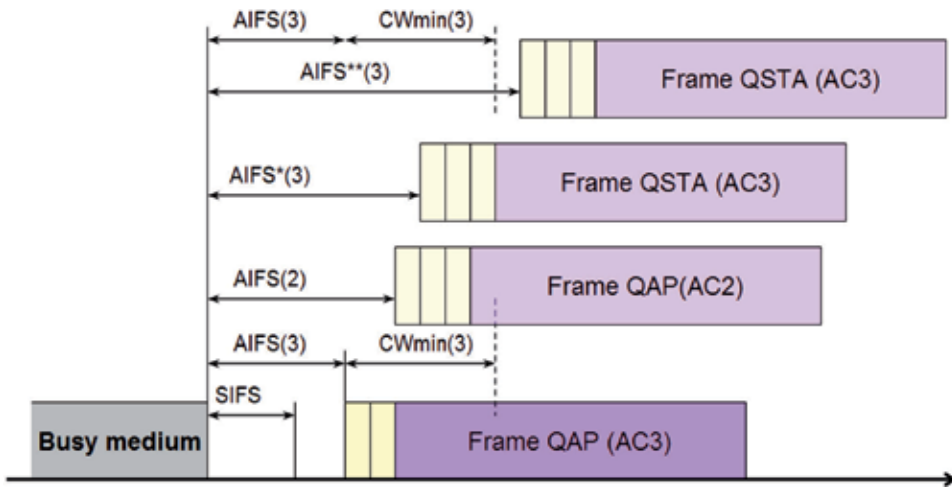 AIFS(3) CWmin(3)
AIFS**(3)
Frame QSTA (AC3)
AIFS*(3)
Frame QSTA (AC3)
AIFS(2)
Frame QAP(AC2)
AIFS(3) CWmin(3)
SIFS
Busy medium
Frame QAP (AC3)